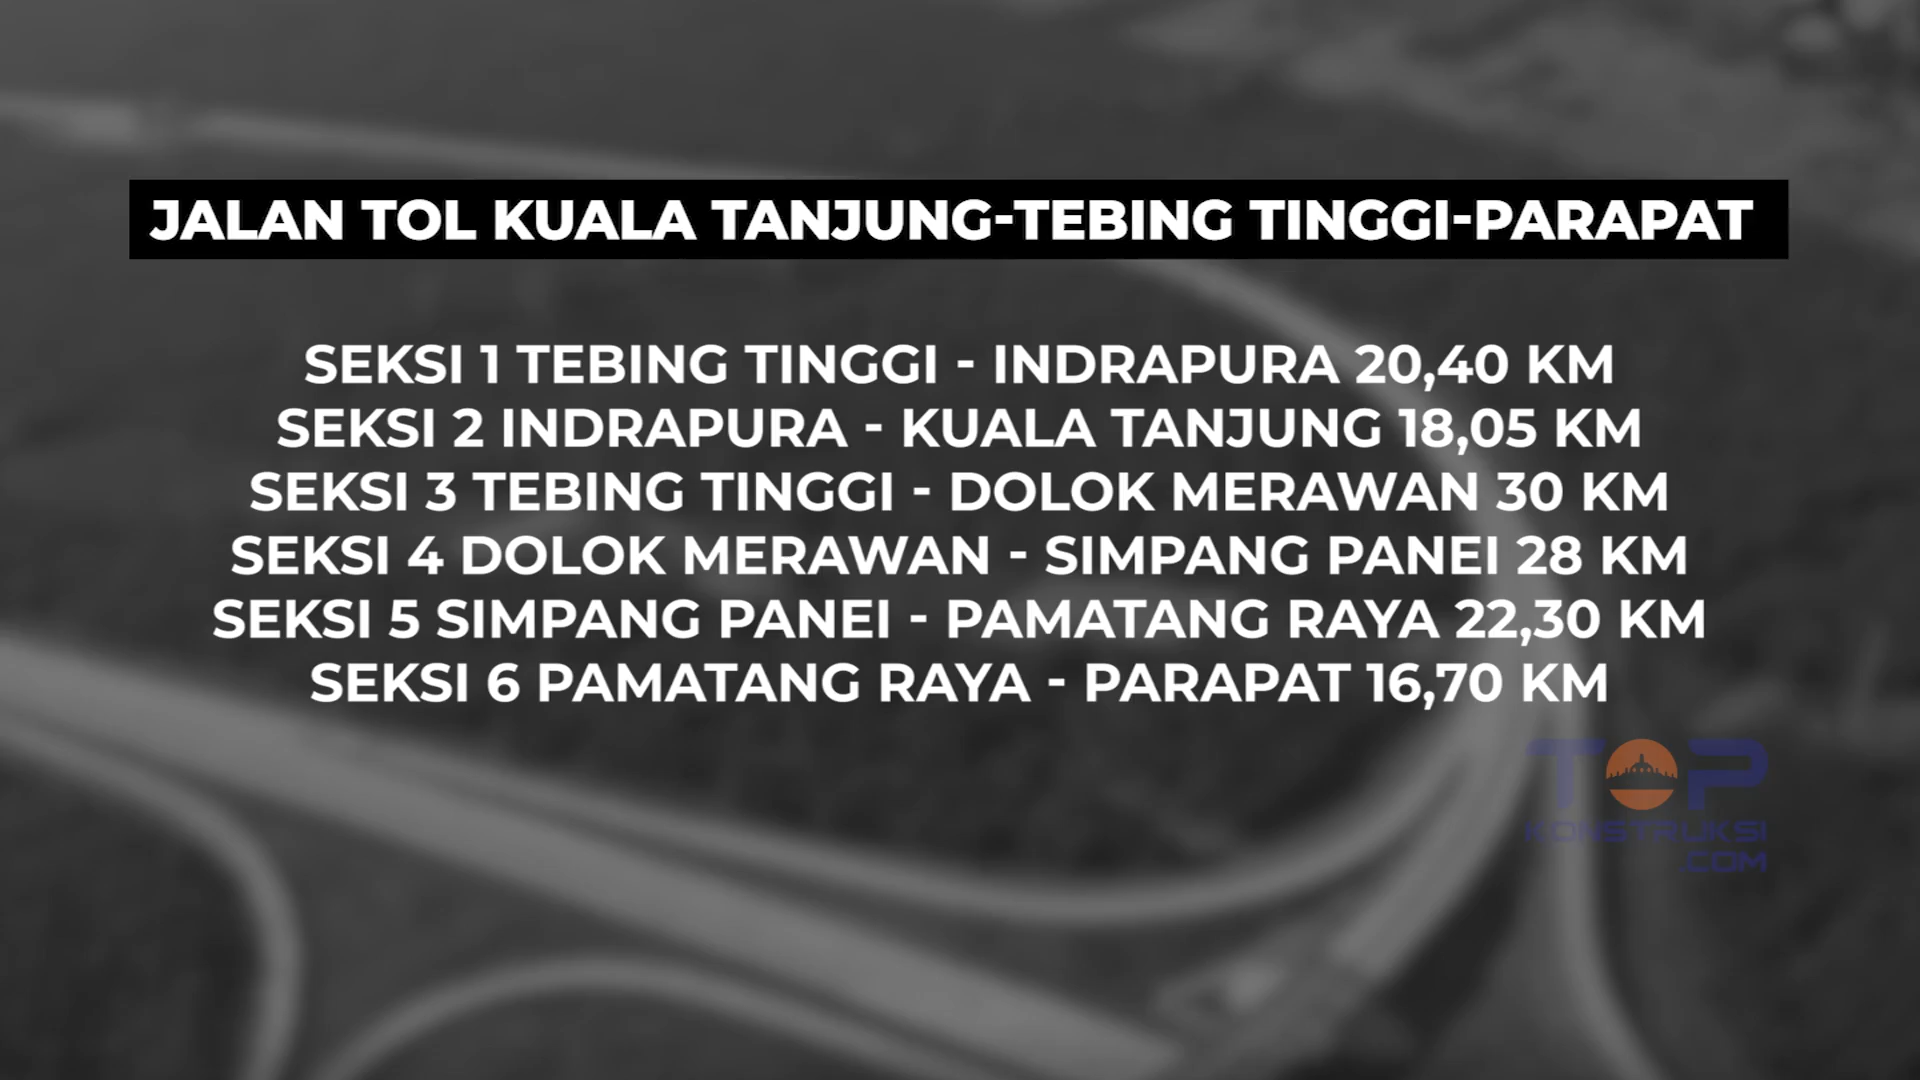 JALAN TOL KUALA TANJUNG-TEBING TINGGI-PARAPAT
SEKSI 1 TEBING TINGGI - INDRAPURA 20,40 KM
SEKSI 2 INDRAPURA - KUALA TANJUNG 18,05 KM
SEKSI 3 TEBING TINGGI - DOLOK MERAWAN 30 KM
SEKSI 4 DOLOK MERAWAN - SIMPANG PANEI 28 KM
SEKSI 5 SIMPANG PANEI - PAMATANG RAYA 22,30 KM
SEKSI 6 PAMATANG RAYA - PARAPAT 16,70 KM
TOP
KONSTRUKSI
.COM